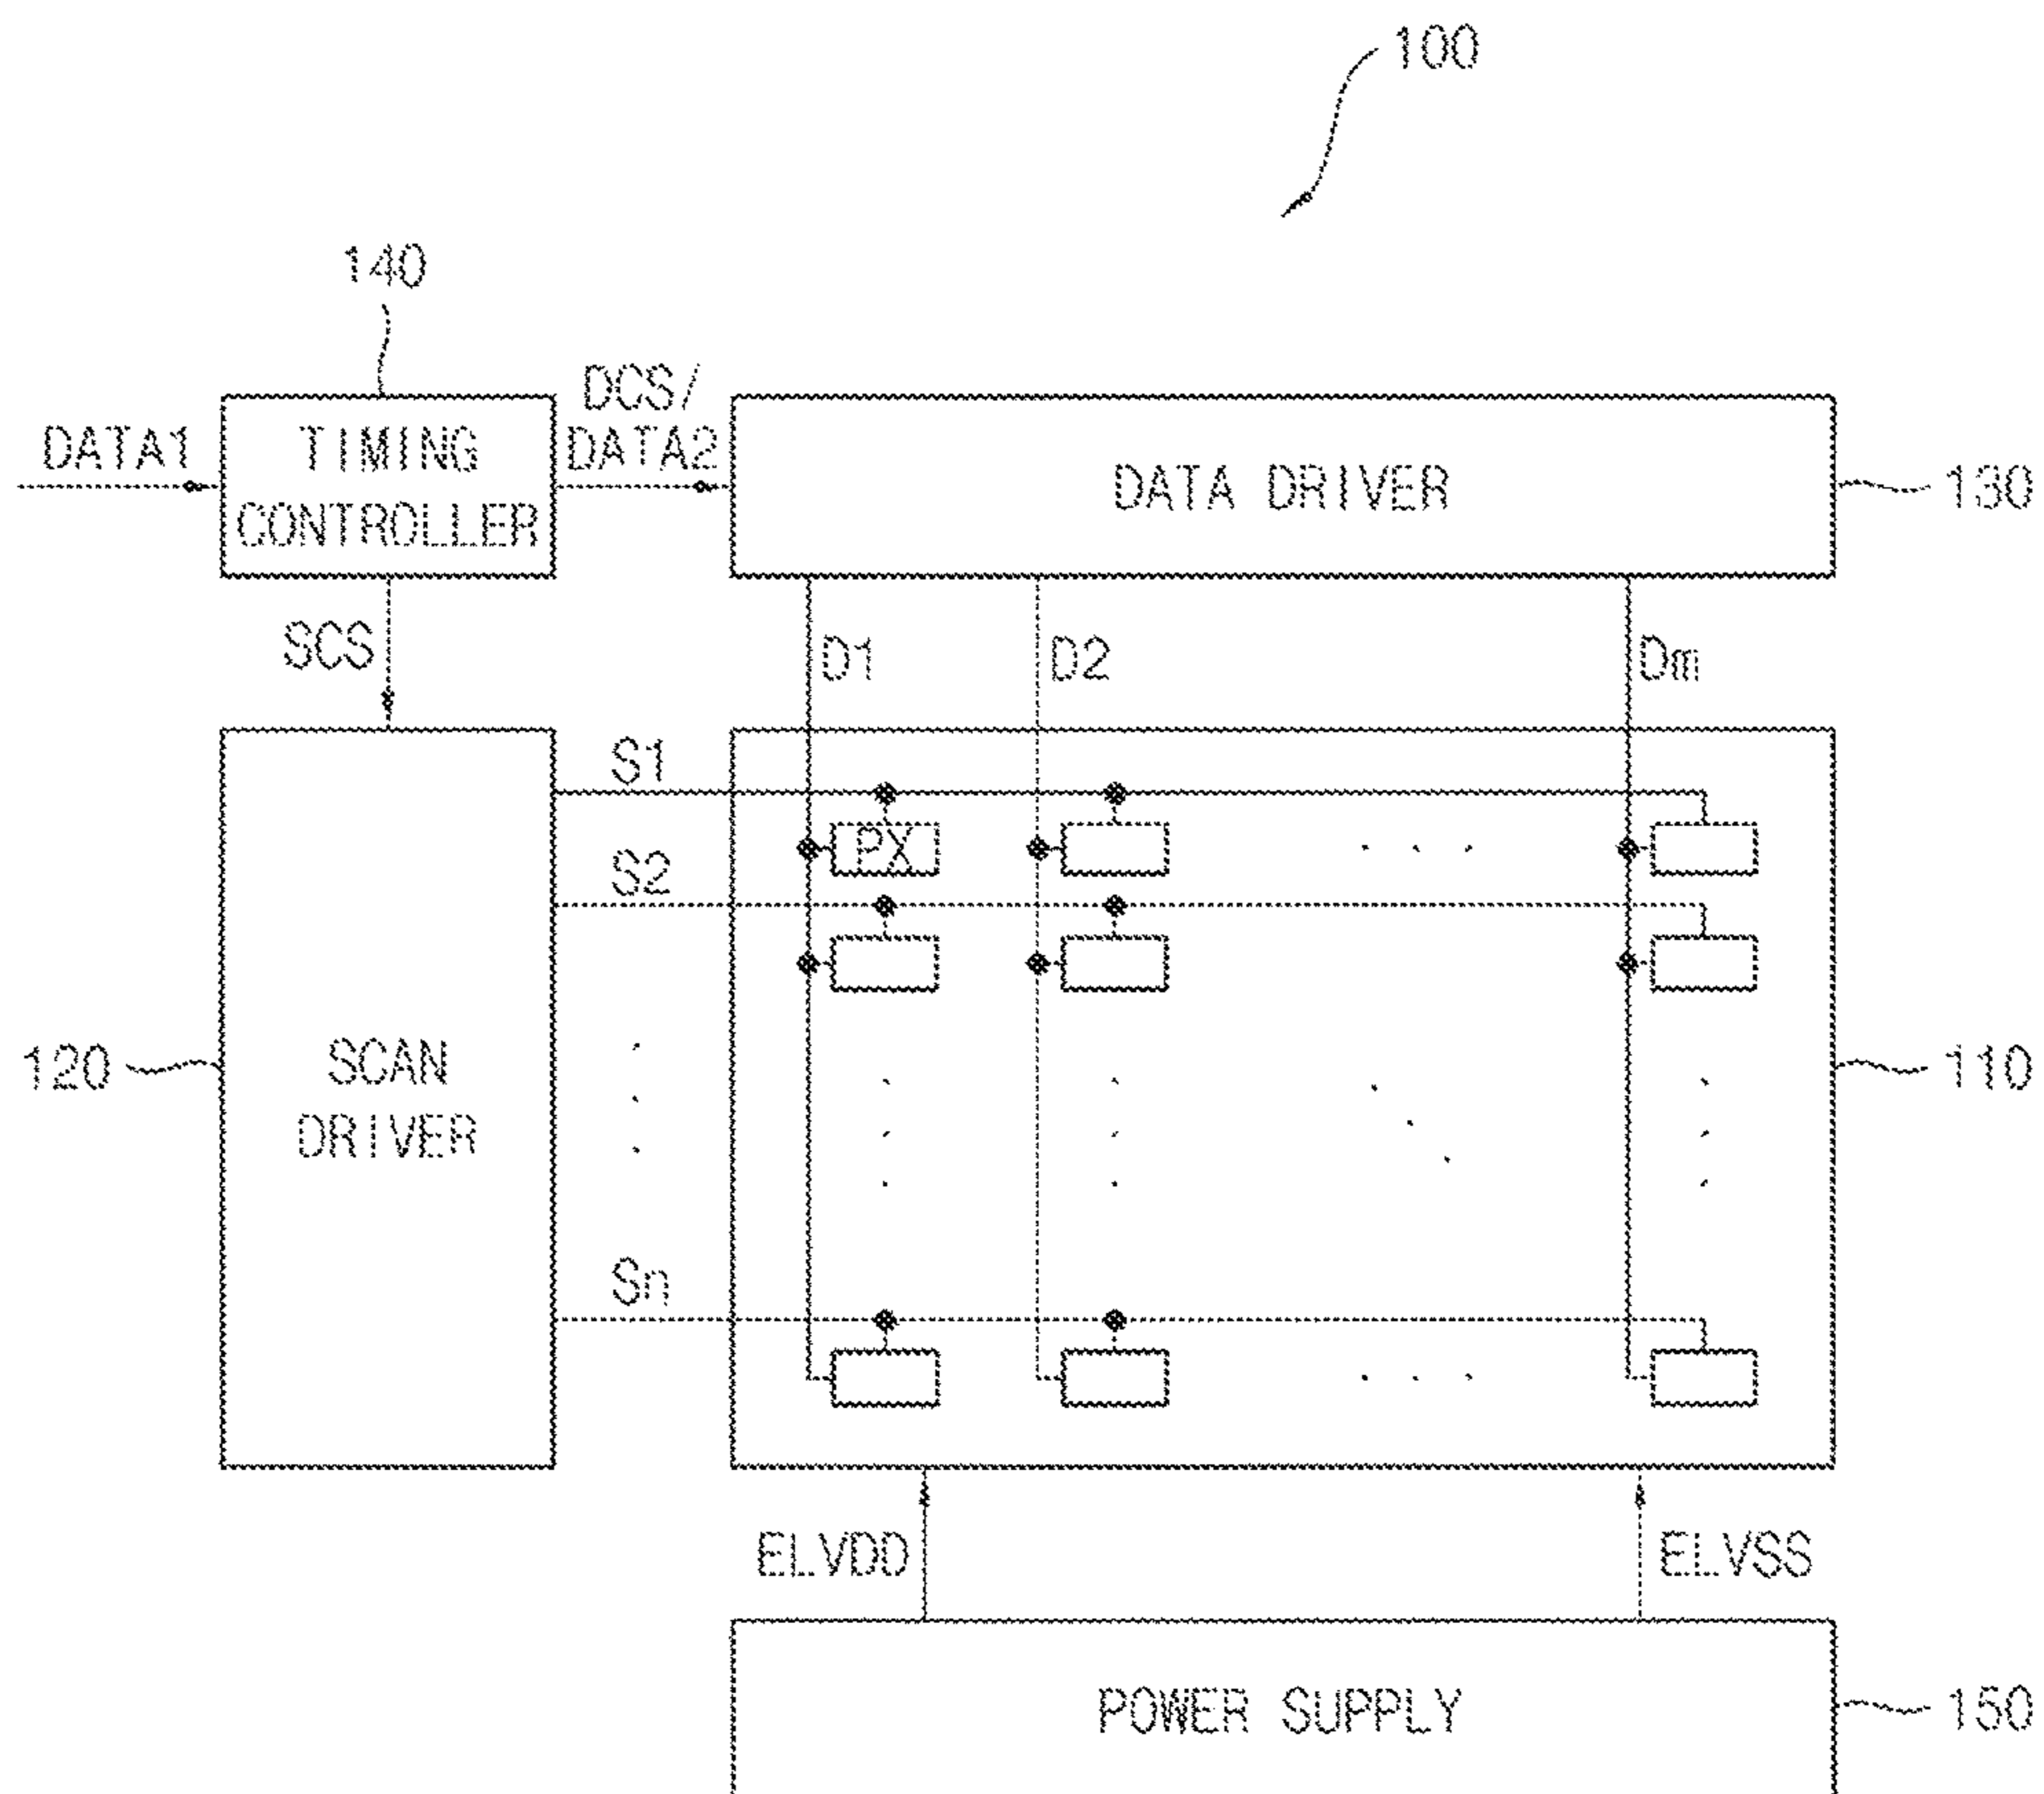 100
140
DCS/
DATA1
TIMING
CONTROLLER
DATA2
DATA DRIVER
130
SCS
D1
D2
Dm
S1
PX
S2
120
SCAN
DRIVER
110
Sn
ELVDD
ELVSS
POWER SUPPLY
150